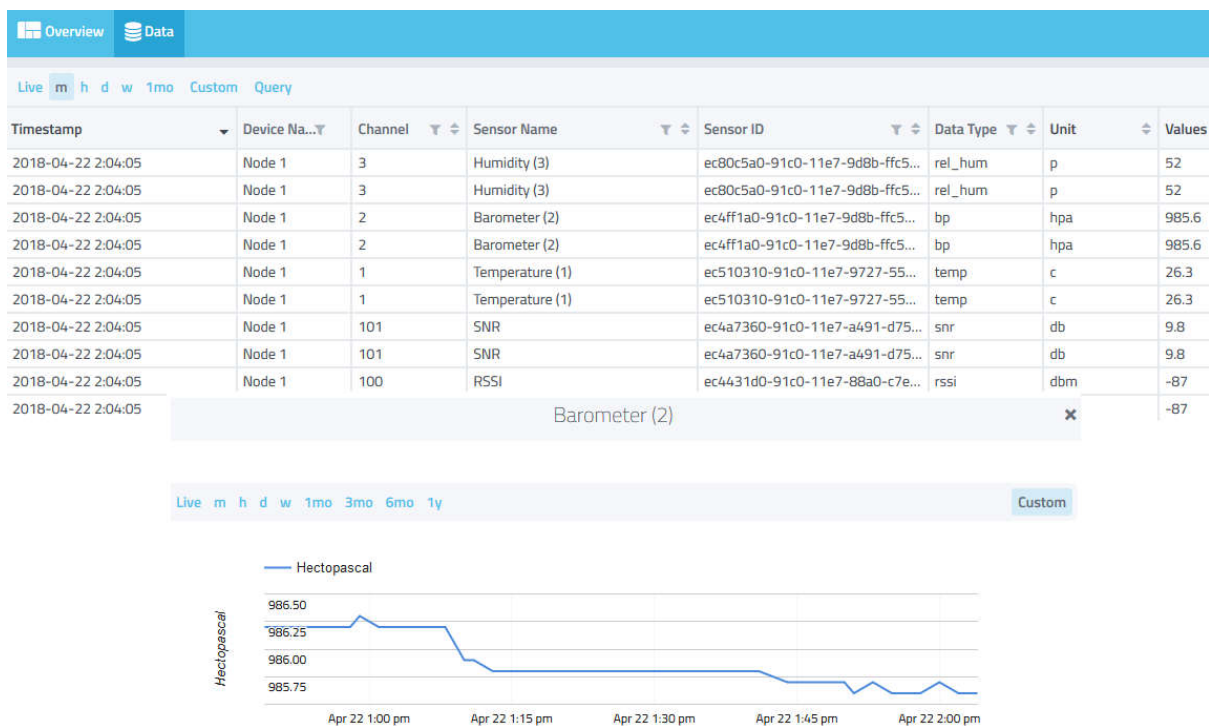 Overview Data
Live m h d w 1mo Custom Query
Timestamp Device Na... Channel Sensor Name Sensor ID Data Type Unit Values
2018-04-22 2:04:05 Node 1 3 Humidity (3) ec80c5a0-91c0-11e7-9d8b-ffc5... rel_hum p 52
2018-04-22 2:04:05 Node 1 3 Humidity (3) ec80c5a0-91c0-11e7-9d8b-ffc5... rel_hum p 52
2018-04-22 2:04:05 Node 1 2 Barometer (2) ec4ff1a0-91c0-11e7-9d8b-ffc5... bp hpa 985.6
2018-04-22 2:04:05 Node 1 2 Barometer (2) ec4ff1a0-91c0-11e7-9d8b-ffc5... bp hpa 985.6
2018-04-22 2:04:05 Node 1 1 Temperature (1) ec510310-91c0-11e7-9727-55... temp c 26.3
2018-04-22 2:04:05 Node 1 1 Temperature (1) ec510310-91c0-11e7-9727-55... temp c 26.3
2018-04-22 2:04:05 Node 1 101 SNR ec4a7360-91c0-11e7-a491-d75... snr db 9.8
2018-04-22 2:04:05 Node 1 101 SNR ec4a7360-91c0-11e7-a491-d75... snr db 9.8
2018-04-22 2:04:05 Node 1 100 RSSI ec4431d0-91c0-11e7-88a0-c7e... rssi dbm -87
2018-04-22 2:04:05 -87
Barometer (2)
Live m h d w 1mo 3mo 6mo 1y Custom
Hectopascal
Hectopascal
986.50
986.25
986.00
985.75
Apr 22 1:00 pm Apr 22 1:15 pm Apr 22 1:30 pm Apr 22 1:45 pm Apr 22 2:00 pm